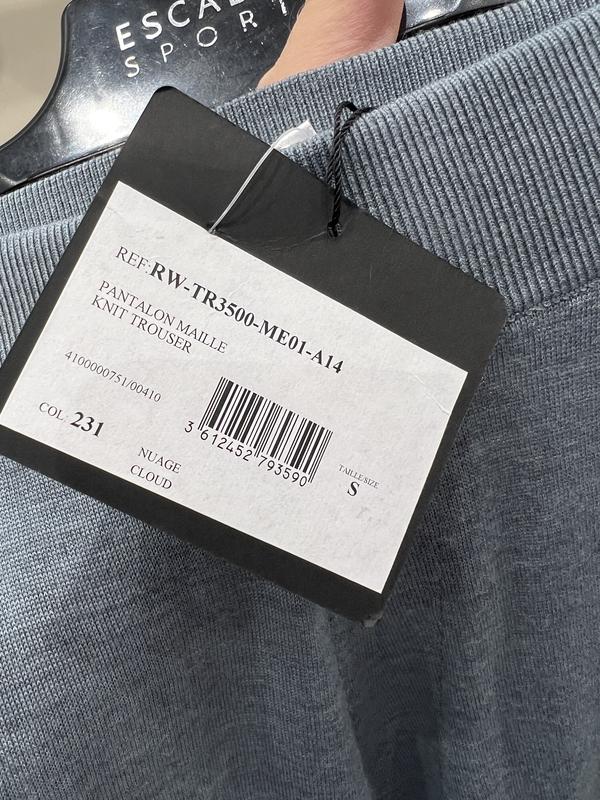 SPORT
REF:RW-TR3500-ME01-A14
PANTALON MAILLE
KNIT TROUSER
4100000751/00410
COL: 231
NUAGE
CLOUD
3 612452 793590
TAILLE/SIZE
S